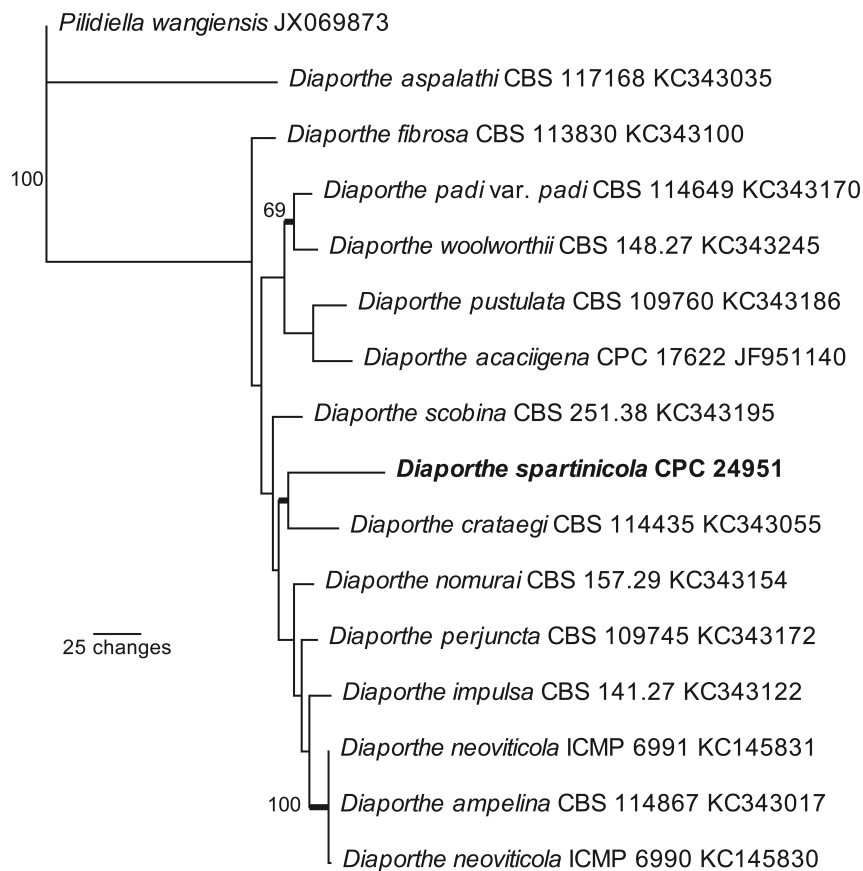 Pilidiella wangiensis JX069873
Diaporthe aspalathi CBS 117168 KC343035
Diaporthe fibrosa CBS 113830 KC343100
100
Diaporthe padi var. padi CBS 114649 KC343170
69
Diaporthe woolworthii CBS 148.27 KC343245
Diaporthe pustulata CBS 109760 KC343186
Diaporthe acaciigena CPC 17622 JF951140
Diaporthe scobina CBS 251.38 KC343195
Diaporthe spartinicola CPC 24951
Diaporthe crataegi CBS 114435 KC343055
Diaporthe nomurai CBS 157.29 KC343154
Diaporthe perjuncta CBS 109745 KC343172
25 changes
Diaporthe impulsa CBS 141.27 KC343122
Diaporthe neoviticola ICMP 6991 KC145831
100
Diaporthe ampelina CBS 114867 KC343017
Diaporthe neoviticola ICMP 6990 KC145830